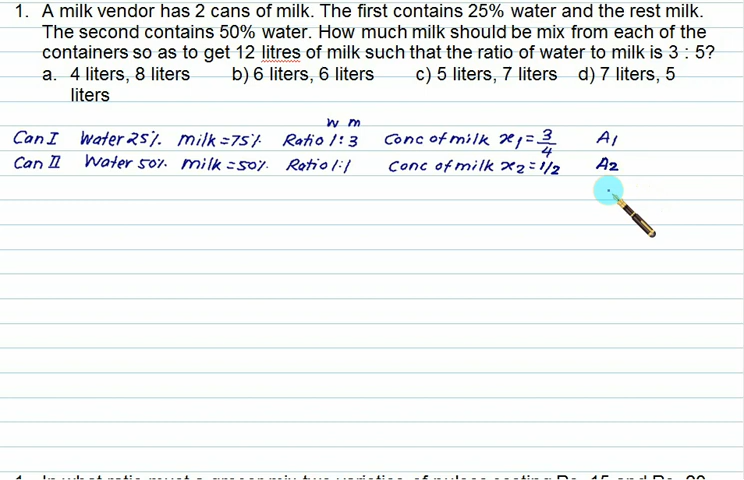 1. A milk vendor has 2 cans of milk. The first contains 25% water and the rest milk.
The second contains 50% water. How much milk should be mix from each of the
containers so as to get 12 litres of milk such that the ratio of water to milk is 3 : 5?
a. 4 liters, 8 liters b) 6 liters, 6 liters c) 5 liters, 7 liters d) 7 liters, 5
liters
w m
Can I Water 25%. milk = 75% Ratio 1:3 Conc of milk x1 = 3/4 A1
Can II Water 50%. milk = 50%. Ratio 1:1 Conc of milk x2 = 1/2 A2